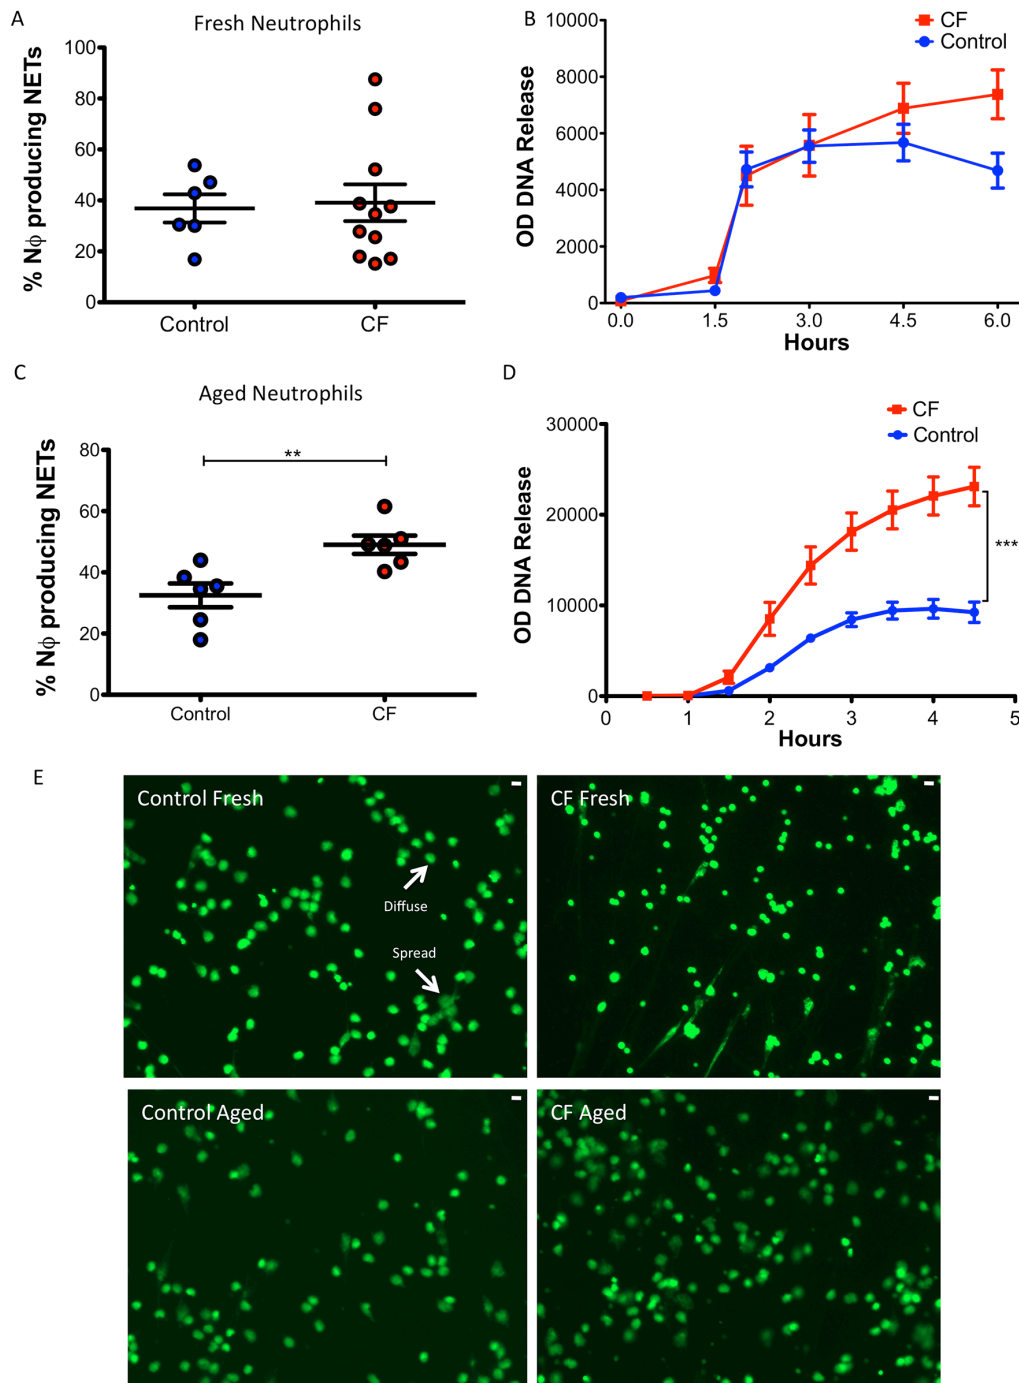 A
Fresh Neutrophils
% Nϕ producing NETs
100
80
60
40
20
0
Control
CF
B
CF
Control
OD DNA Release
10000
8000
6000
4000
2000
0
0.0
1.5
3.0
4.5
6.0
Hours
C
Aged Neutrophils
% Nϕ producing NETs
80
60
40
20
0
**
Control
CF
D
CF
Control
OD DNA Release
30000
20000
10000
0
***
0
1
2
3
4
5
Hours
E
Control Fresh
Diffuse
Spread
CF Fresh
Control Aged
CF Aged